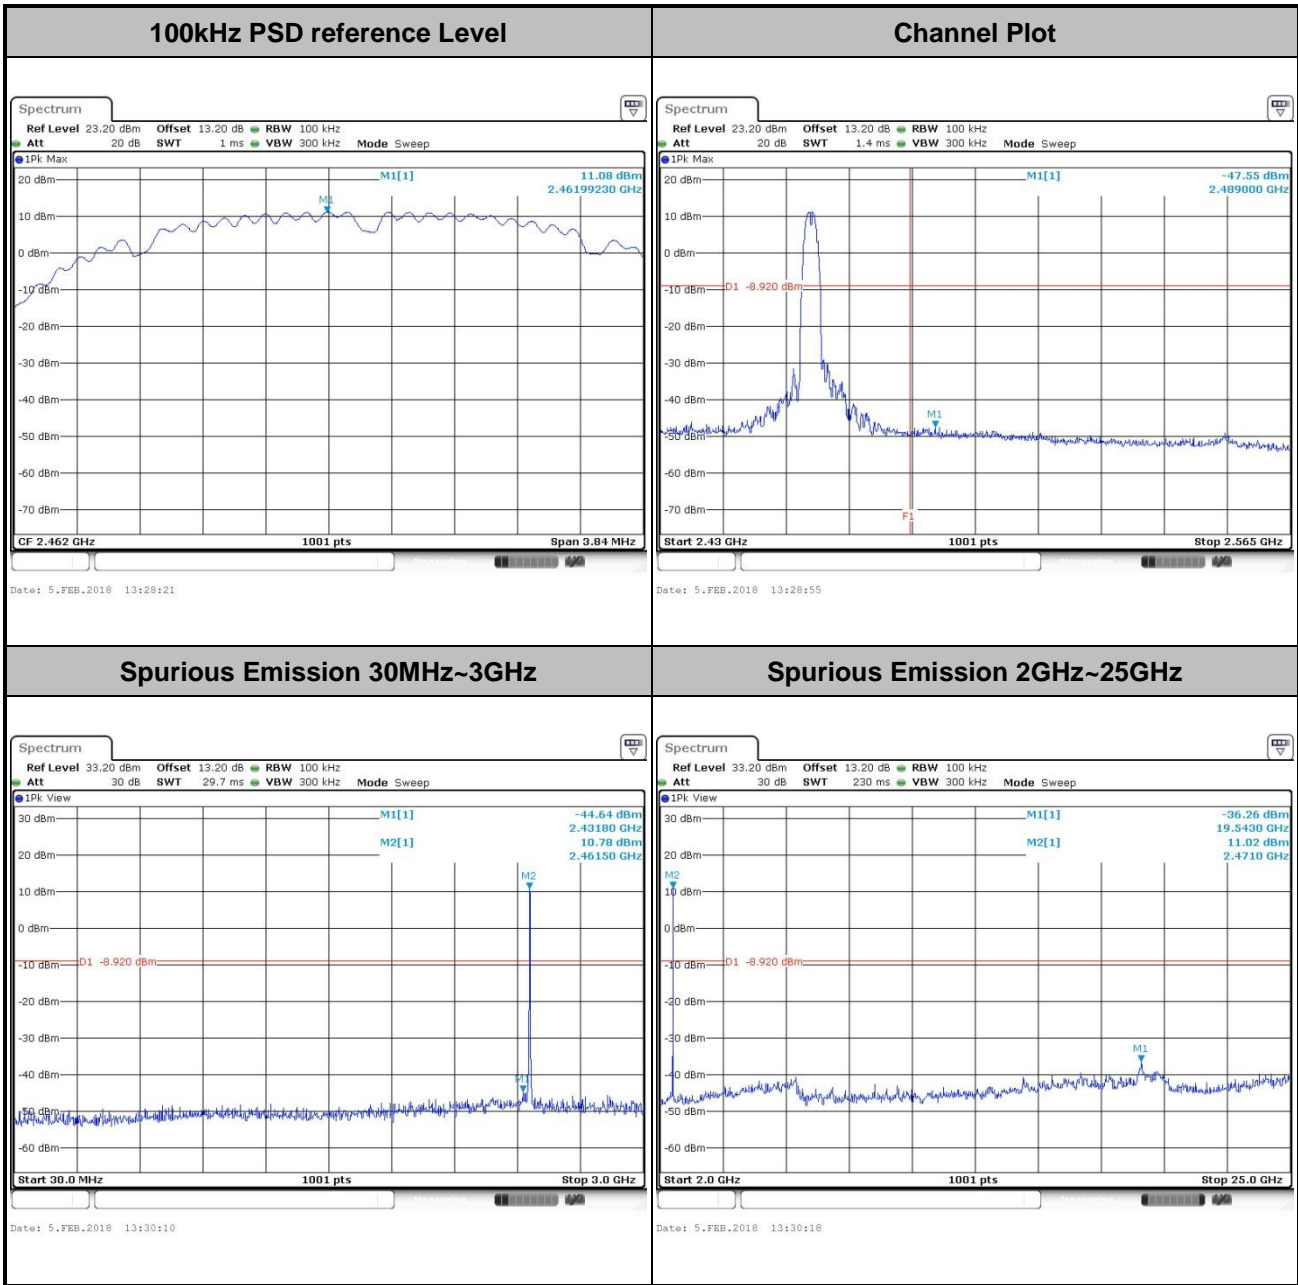 100kHz PSD reference Level
Channel Plot
Spectrum
Ref Level 23.20 dBm Offset 13.20 dB RBW 100 kHz
Att 20 dB SWT 1 ms VBW 300 kHz Mode Sweep
1Pk Max
M1[1] 11.08 dBm
2.46199230 GHz
M1
20 dBm
10 dBm
0 dBm
-10 dBm
-20 dBm
-30 dBm
-40 dBm
-50 dBm
-60 dBm
-70 dBm
CF 2.462 GHz 1001 pts Span 3.84 MHz
Date: 5.FEB.2018 13:28:21
Spectrum
Ref Level 23.20 dBm Offset 13.20 dB RBW 100 kHz
Att 20 dB SWT 1.4 ms VBW 300 kHz Mode Sweep
1Pk Max
M1[1] -47.55 dBm
2.489000 GHz
20 dBm
10 dBm
0 dBm
-10 dBm
D1 -8.920 dBm
-20 dBm
-30 dBm
-40 dBm
M1
-50 dBm
-60 dBm
-70 dBm
F1
Start 2.43 GHz 1001 pts Stop 2.565 GHz
Date: 5.FEB.2018 13:28:55
Spurious Emission 30MHz~3GHz
Spurious Emission 2GHz~25GHz
Spectrum
Ref Level 33.20 dBm Offset 13.20 dB RBW 100 kHz
Att 30 dB SWT 29.7 ms VBW 300 kHz Mode Sweep
1Pk View
M1[1] -44.64 dBm
2.43180 GHz
M2[1] 10.78 dBm
2.46150 GHz
30 dBm
20 dBm
M2
10 dBm
0 dBm
-10 dBm
D1 -8.920 dBm
-20 dBm
-30 dBm
-40 dBm
M1
-50 dBm
-60 dBm
Start 30.0 MHz 1001 pts Stop 3.0 GHz
Date: 5.FEB.2018 13:30:10
Spectrum
Ref Level 33.20 dBm Offset 13.20 dB RBW 100 kHz
Att 30 dB SWT 230 ms VBW 300 kHz Mode Sweep
1Pk View
M1[1] -36.26 dBm
19.5430 GHz
M2[1] 11.02 dBm
2.4710 GHz
30 dBm
20 dBm
M2
10 dBm
0 dBm
-10 dBm
D1 -8.920 dBm
-20 dBm
-30 dBm
M1
-40 dBm
-50 dBm
-60 dBm
Start 2.0 GHz 1001 pts Stop 25.0 GHz
Date: 5.FEB.2018 13:30:18